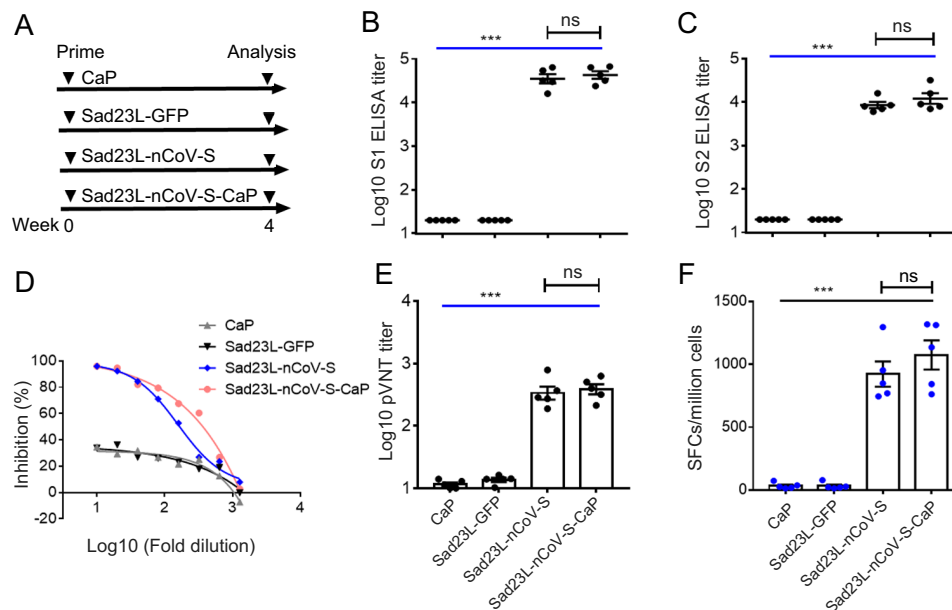 A
Prime Analysis
CaP
Sad23L-GFP
Sad23L-nCoV-S
Sad23L-nCoV-S-CaP
Week 0 4
B
ns
***
Log10 S1 ELISA titer
5
4
3
2
1
C
ns
***
Log10 S2 ELISA titer
5
4
3
2
1
D
CaP
Sad23L-GFP
Sad23L-nCoV-S
Sad23L-nCoV-S-CaP
Inhibition (%)
100
80
60
40
20
0
-20
0 1 2 3 4
Log10 (Fold dilution)
E
ns
***
Log10 pVNT titer
4
3
2
1
CaP
Sad23L-GFP
Sad23L-nCoV-S
Sad23L-nCoV-S-CaP
F
ns
***
SFCs/million cells
1500
1000
500
0
CaP
Sad23L-GFP
Sad23L-nCoV-S
Sad23L-nCoV-S-CaP